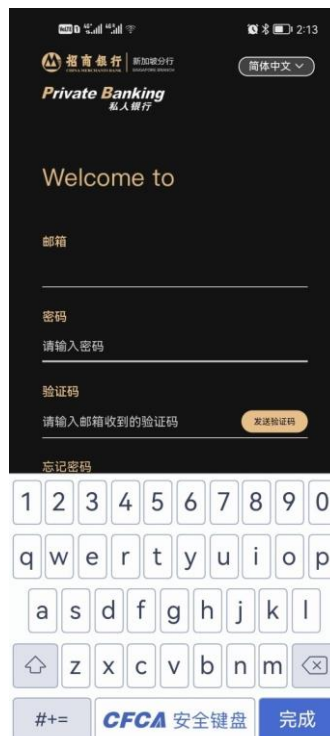 2:13
招商银行 新加坡分行
CHINA MERCHANTS BANK SINGAPORE BRANCH
简体中文
Private Banking
私人银行
Welcome to
邮箱
密码
请输入密码
验证码
请输入邮箱收到的验证码
发送验证码
忘记密码
1 2 3 4 5 6 7 8 9 0
q w e r t y u i o p
a s d f g h j k l
z x c v b n m
#+= CFCA 安全键盘 完成